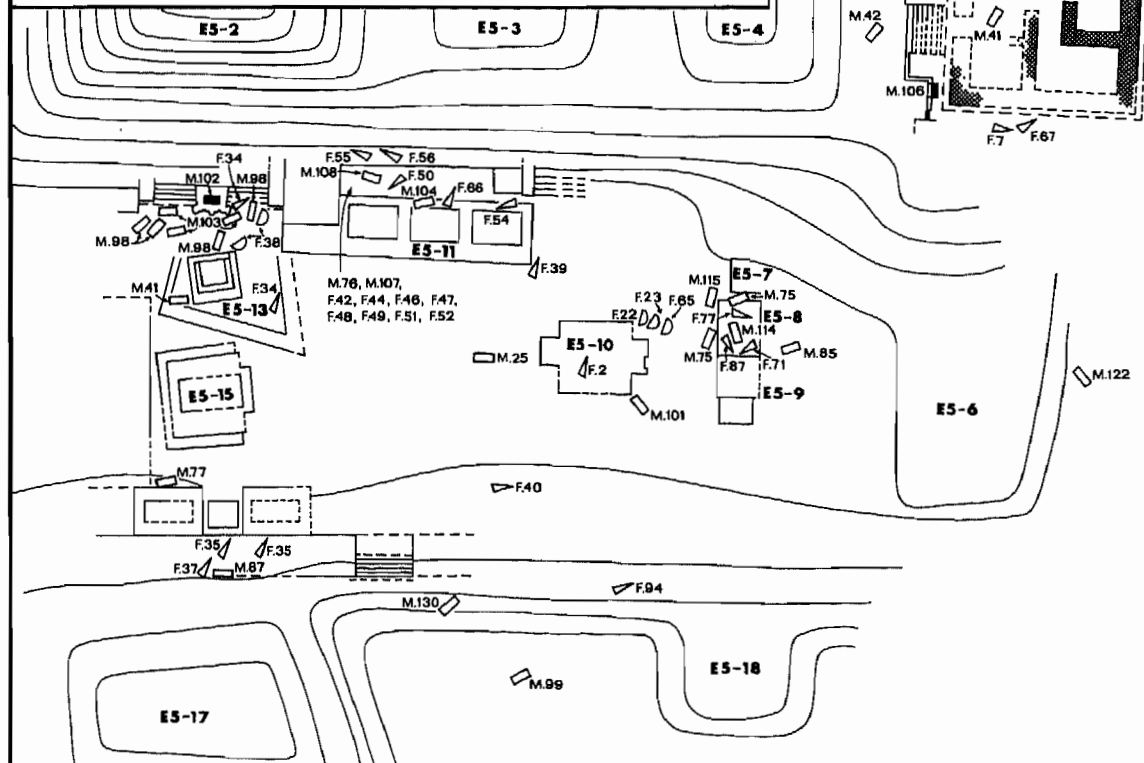 E5-2
E5-3
E5-4
M.42
M.41
M.106
F.7
F.67
F.34
F.55
F.56
M.102
M.98
M.108
F.50
M.104
F.66
M.103
F.54
M.98
M.98
F.38
E5-11
F.39
M.41
F.34
E5-13
M.76, M.107,
F.42, F.44, F.46, F.47,
F.48, F.49, F.51, F.52
E5-7
M.115
M.75
F.23
F.65
F.22
F.77
E5-8
M.114
E5-10
M.75
M.85
F.87
F.71
M.25
F.2
M.122
E5-15
E5-9
M.101
E5-6
M.77
F.40
F.35
F.35
F.37
M.87
F.94
M.130
E5-18
M.99
E5-17